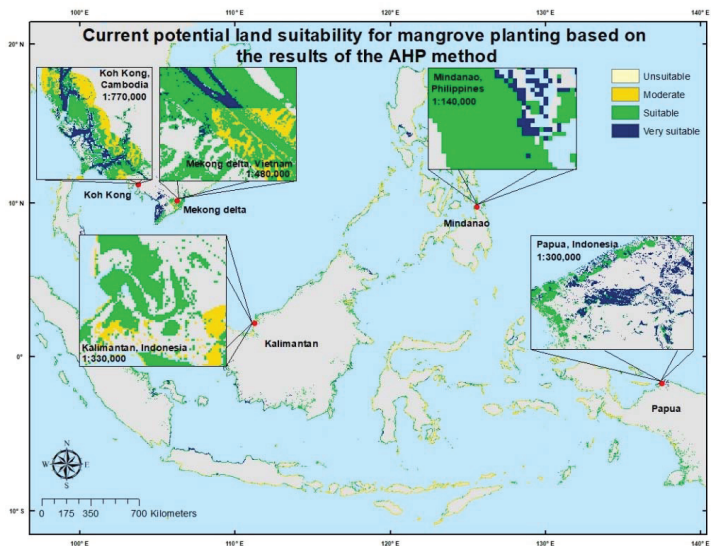 Current potential land suitability for mangrove planting based on
the results of the AHP method
20° N
10° N
0°
10° S
Koh Kong,
Cambodia
1:770,000
Mekong delta, Vietnam
1:480,000
Mindanao,
Philippines
1:140,000
Unsuitable
Moderate
Suitable
Very suitable
Koh Kong
Mekong delta
Mindanao
Papua, Indonesia
1:300,000
Kalimantan, Indonesia
1:330,000
Kalimantan
Papua
N
W E
S
0 175 350 700 Kilometers
100° E 110° E 120° E 130° E 140° E